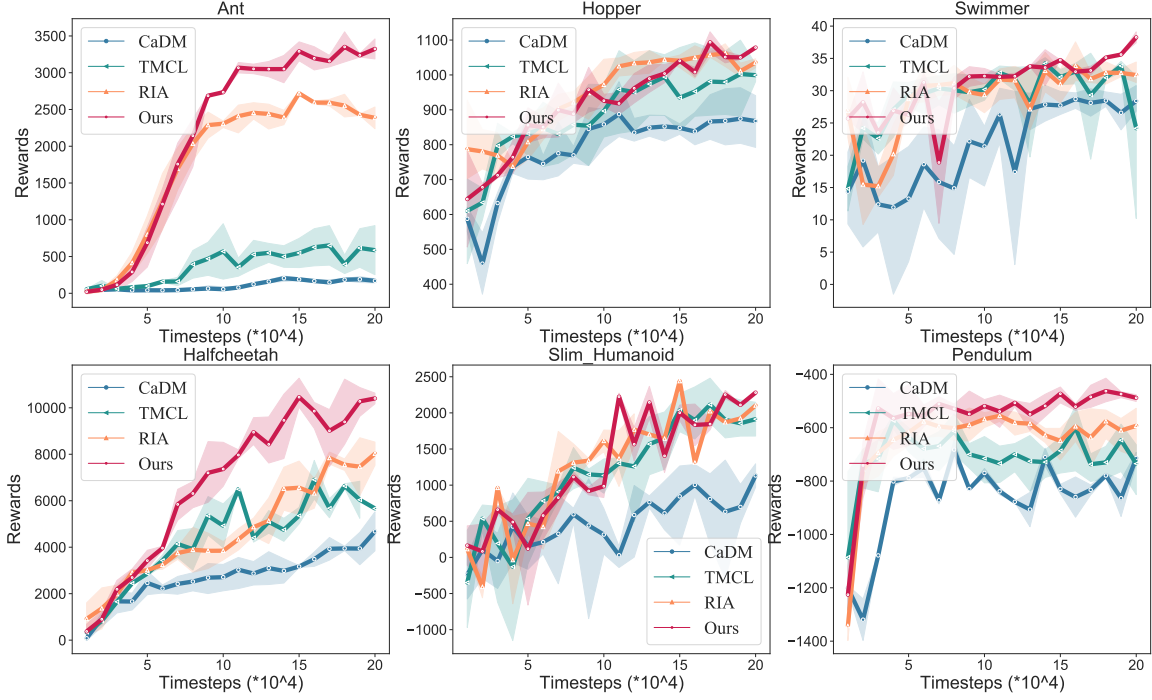 Ant
Rewards
3500
3000
2500
2000
1500
1000
500
0
CaDM
TMCL
RIA
Ours
5
10
15
20
Timesteps (*10^4)
Hopper
Rewards
1100
1000
900
800
700
600
500
400
CaDM
TMCL
RIA
Ours
5
10
15
20
Timesteps (*10^4)
Swimmer
Rewards
40
35
30
25
20
15
10
5
0
CaDM
TMCL
RIA
Ours
5
10
15
20
Timesteps (*10^4)
Halfcheetah
Rewards
10000
8000
6000
4000
2000
0
CaDM
TMCL
RIA
Ours
5
10
15
20
Timesteps (*10^4)
Slim_Humanoid
Rewards
2500
2000
1500
1000
500
0
−500
−1000
CaDM
TMCL
RIA
Ours
5
10
15
20
Timesteps (*10^4)
Pendulum
Rewards
−400
−600
−800
−1000
−1200
−1400
CaDM
TMCL
RIA
Ours
5
10
15
20
Timesteps (*10^4)